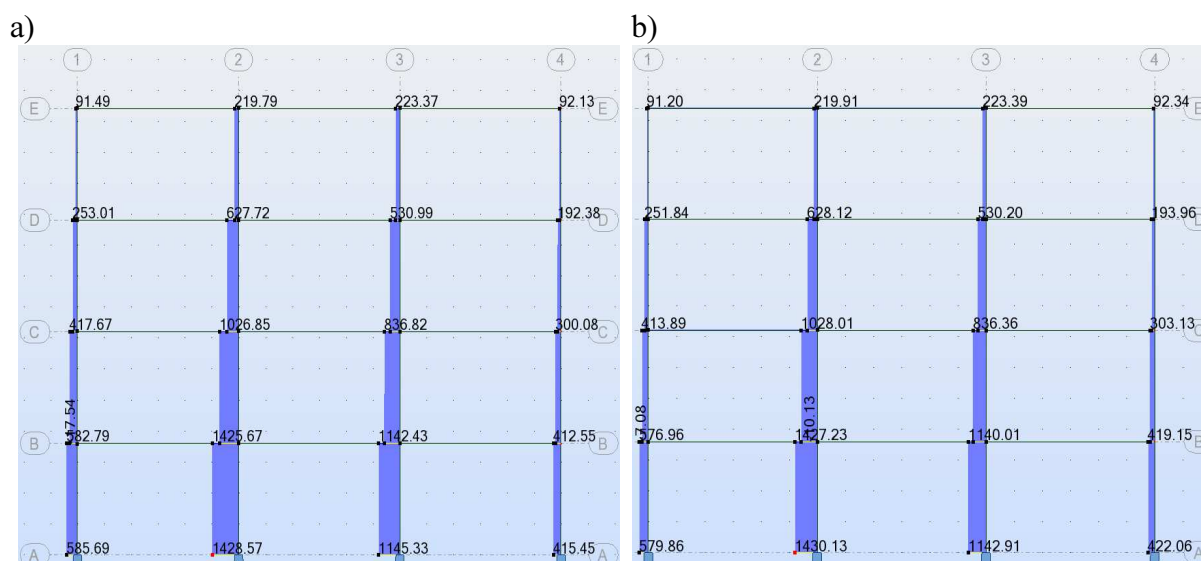 a)
b)
1 2 3 4
1 2 3 4
E 91.49 219.79 223.37 92.13 E
91.20 219.91 223.39 92.34 E
D 253.01 627.72 530.99 192.38 D
251.84 628.12 530.20 193.96 D
C 417.67 1026.85 836.82 300.08 C
413.89 1028.01 836.36 303.13 C
7.08 10.13
B 582.79 1425.67 1142.43 412.55 B
576.96 1427.23 1140.01 419.15
A 585.69 1428.57 1145.33 415.45 A
579.86 1430.13 1142.91 422.06 A